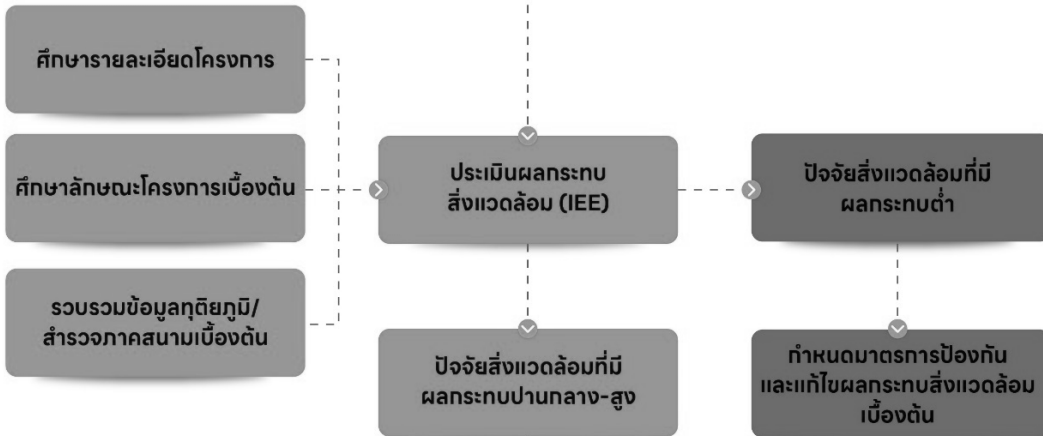 ศึกษารายละเอียดโครงการ
ศึกษาลักษณะโครงการเบื้องต้น
รวบรวมข้อมูลทุติยภูมิ/
สำรวจภาคสนามเบื้องต้น
ประเมินผลกระทบ
สิ่งแวดล้อม (IEE)
ปัจจัยสิ่งแวดล้อมที่มี
ผลกระทบต่ำ
ปัจจัยสิ่งแวดล้อมที่มี
ผลกระทบปานกลาง-สูง
กำหนดมาตรการป้องกัน
และแก้ไขผลกระทบสิ่งแวดล้อม
เบื้องต้น